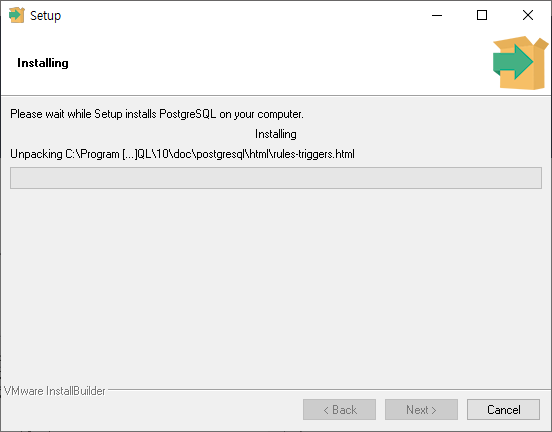 Setup
Installing
Please wait while Setup installs PostgreSQL on your computer.
Installing
Unpacking C:\Program [...]QL\10\doc\postgresql\html\rules-triggers.html
VMware InstallBuilder
< Back
Next >
Cancel